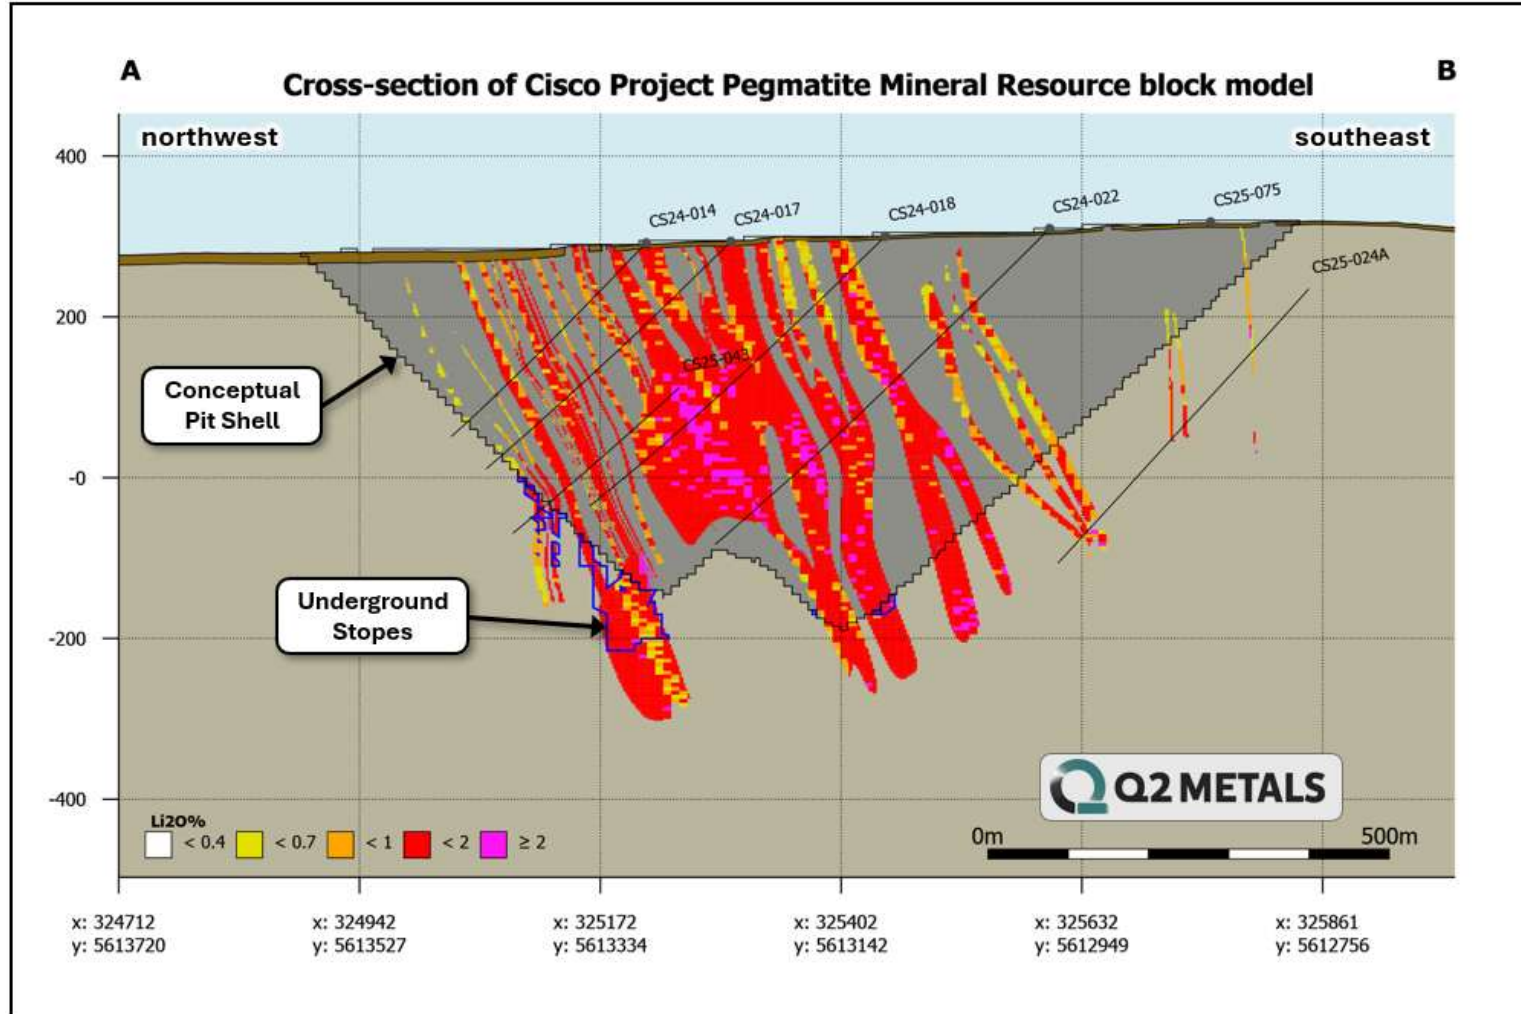 A
B
Cross-section of Cisco Project Pegmatite Mineral Resource block model
northwest
southeast
400
200
-0
-200
-400
CS24-014
CS24-017
CS24-018
CS24-022
CS25-075
CS25-024A
CS25-043
Conceptual
Pit Shell
Underground
Stopes
Q2 METALS
Li2O%
< 0.4
< 0.7
< 1
< 2
≥ 2
0m
500m
x: 324712
y: 5613720
x: 324942
y: 5613527
x: 325172
y: 5613334
x: 325402
y: 5613142
x: 325632
y: 5612949
x: 325861
y: 5612756